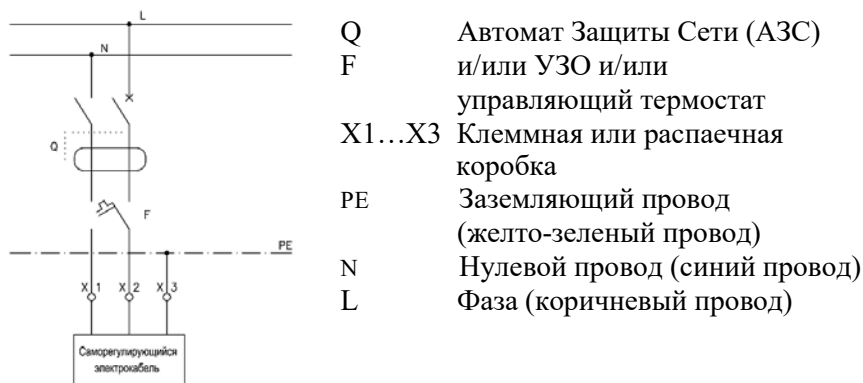 L
N
Q
F
PE
X 1 X 2 X 3
Саморегулирующийся
электрокабель
Q Автомат Защиты Сети (АЗС)
F и/или УЗО и/или
управляющий термостат
X1…X3 Клеммная или распаечная
коробка
PE Заземляющий провод
(желто-зеленый провод)
N Нулевой провод (синий провод)
L Фаза (коричневый провод)